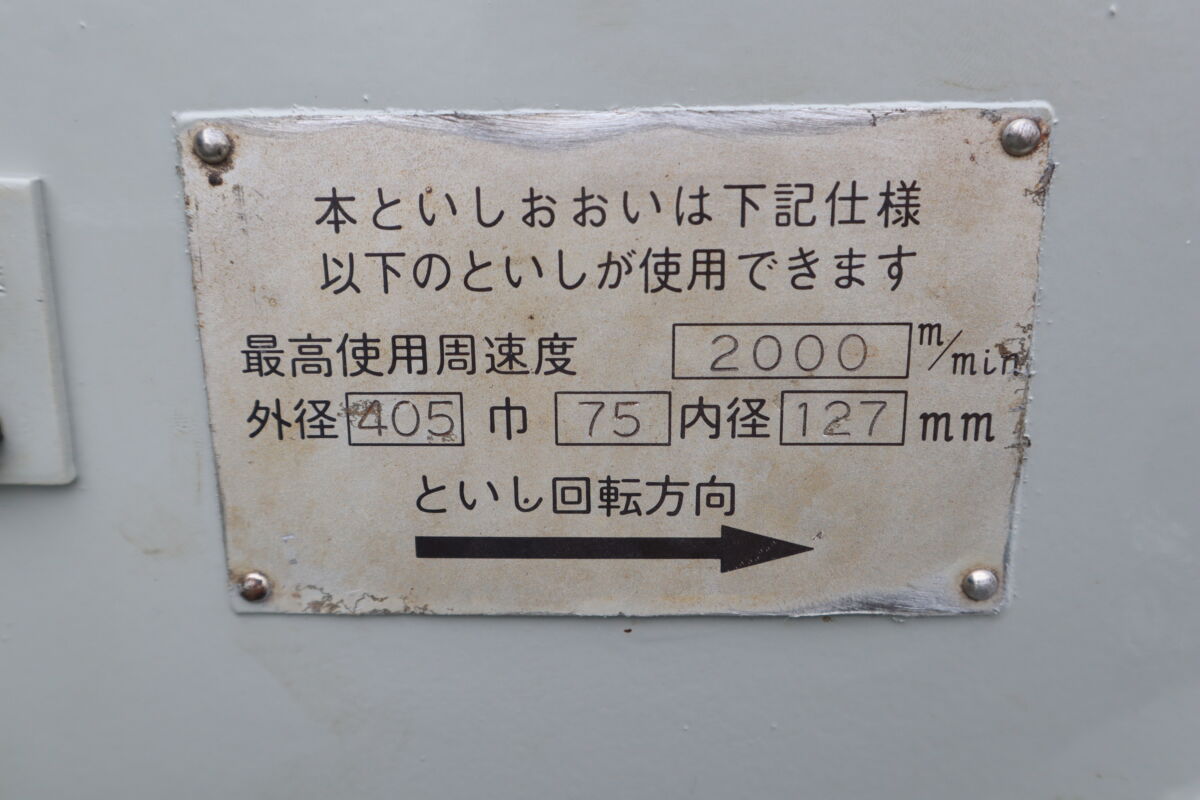 本といしおおいは下記仕様
以下のといしが使用できます
最高使用周速度 2000 m/min
外径 405 巾 75 内径 127 mm
といし回転方向